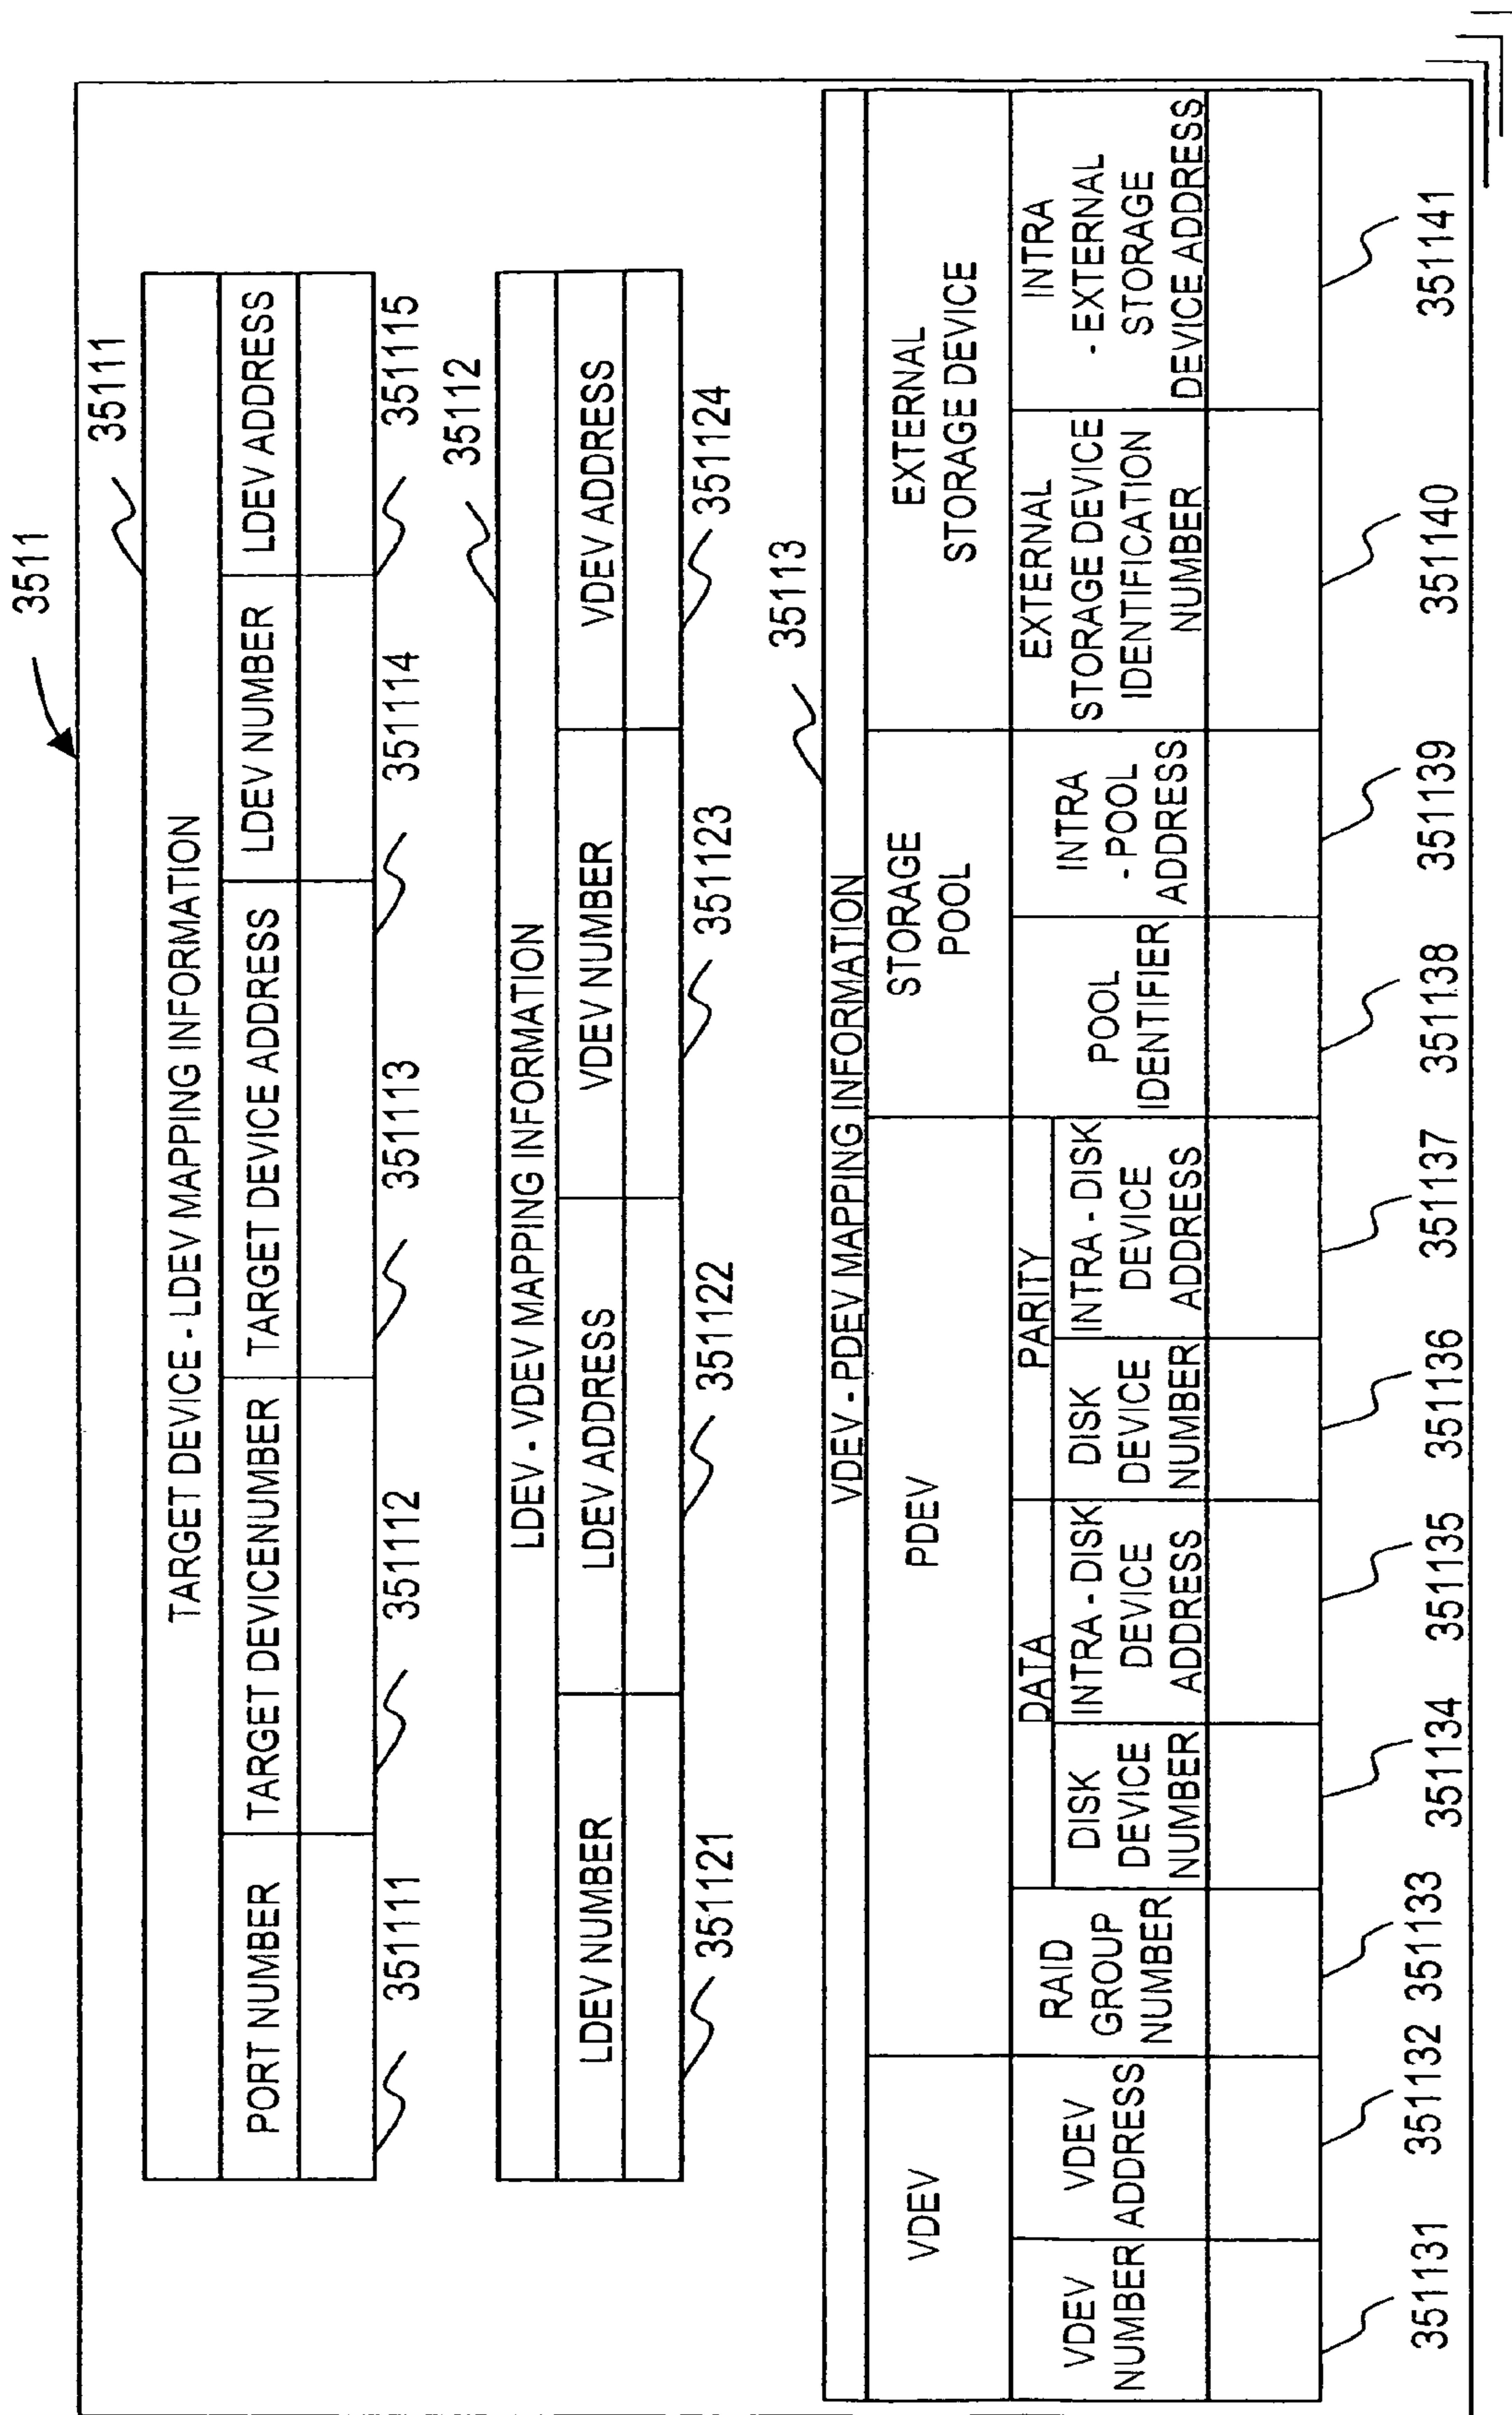 3511
35111
TARGET DEVICE - LDEV MAPPING INFORMATION
PORT NUMBER
TARGET DEVICENUMBER
TARGET DEVICE ADDRESS
LDEV NUMBER
LDEV ADDRESS
351111
351112
351113
351114
351115
35112
LDEV - VDEV MAPPING INFORMATION
LDEV NUMBER
LDEV ADDRESS
VDEV NUMBER
VDEV ADDRESS
351121
351122
351123
351124
35113
VDEV - PDEV MAPPING INFORMATION
VDEV
PDEV
STORAGE
POOL
EXTERNAL
STORAGE DEVICE
VDEV
NUMBER
VDEV
ADDRESS
RAID
GROUP
NUMBER
DATA
DISK
DEVICE
NUMBER
INTRA - DISK
DEVICE
ADDRESS
PARITY
DISK
DEVICE
NUMBER
INTRA - DISK
DEVICE
ADDRESS
POOL
IDENTIFIER
INTRA
- POOL
ADDRESS
EXTERNAL
STORAGE DEVICE
IDENTIFICATION
NUMBER
INTRA
- EXTERNAL
STORAGE
DEVICE ADDRESS
351131
351132
351133
351134
351135
351136
351137
351138
351139
351140
351141